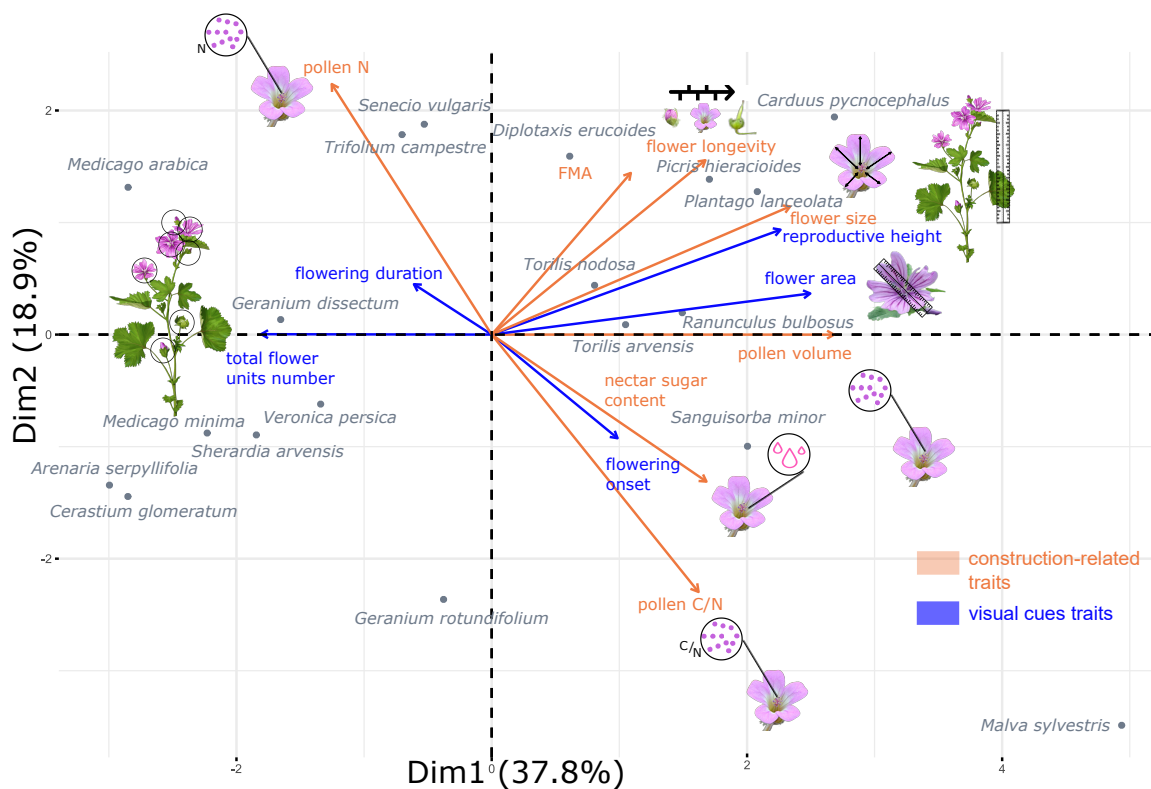 N
pollen N
Senecio vulgaris
Trifolium campestre
Medicago arabica
Diplotaxis erucoides
Carduus pycnocephalus
flower longevity
FMA
Picris hieracioides
Plantago lanceolata
flower size
reproductive height
flowering duration
Torilis nodosa
flower area
Geranium dissectum
Ranunculus bulbosus
Torilis arvensis
pollen volume
total flower
units number
nectar sugar
content
Medicago minima
Veronica persica
Sherardia arvensis
Sanguisorba minor
Arenaria serpyllifolia
Cerastium glomeratum
flowering
onset
construction-related
traits
visual cues traits
pollen C/N
Geranium rotundifolium
C/N
Malva sylvestris
2
0
-2
Dim2 (18.9%)
-2
0
2
4
Dim1 (37.8%)